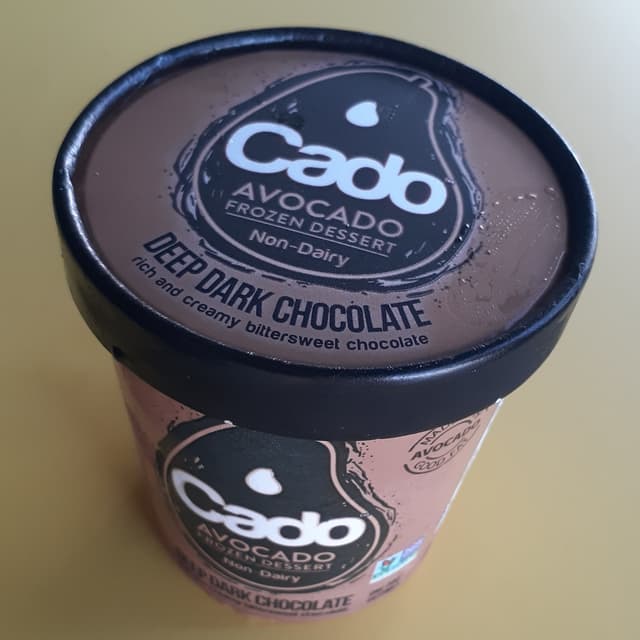 Cado
AVOCADO
FROZEN DESSERT
Non-Dairy
DEEP DARK CHOCOLATE
rich and creamy bittersweet chocolate
Cado
AVOCADO
FROZEN DESSERT
Non Dairy
DEEP DARK CHOCOLATE
AVOCADO